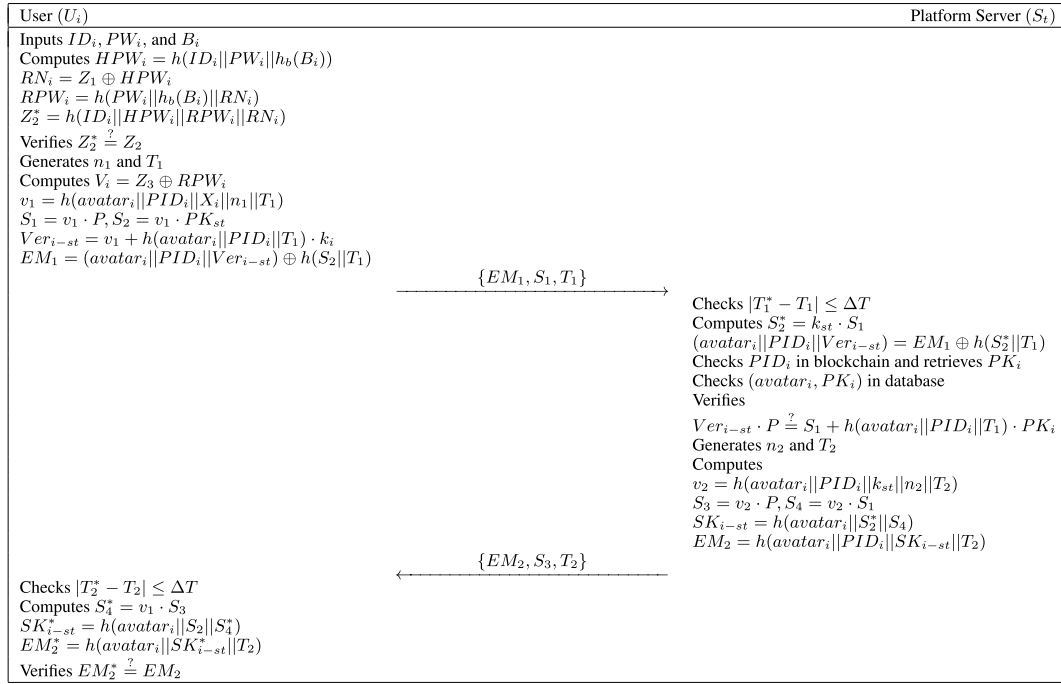 User (U_i) Platform Server (S_t)
Inputs ID_i, PW_i, and B_i
Computes HPW_i = h(ID_i||PW_i||h_b(B_i))
RN_i = Z_1 ⊕ HPW_i
RPW_i = h(PW_i||h_b(B_i)||RN_i)
Z_2^* = h(ID_i||HPW_i||RPW_i||RN_i)
Verifies Z_2^* ≟ Z_2
Generates n_1 and T_1
Computes V_i = Z_3 ⊕ RPW_i
v_1 = h(avatar_i||PID_i||X_i||n_1||T_1)
S_1 = v_1 · P, S_2 = v_1 · PK_{st}
Ver_{i-st} = v_1 + h(avatar_i||PID_i||T_1) · k_i
EM_1 = (avatar_i||PID_i||Ver_{i-st}) ⊕ h(S_2||T_1)
{EM_1, S_1, T_1}
Checks |T_1^* − T_1| ≤ ΔT
Computes S_2^* = k_{st} · S_1
(avatar_i||PID_i||Ver_{i-st}) = EM_1 ⊕ h(S_2^*||T_1)
Checks PID_i in blockchain and retrieves PK_i
Checks (avatar_i, PK_i) in database
Verifies
Ver_{i-st} · P ≟ S_1 + h(avatar_i||PID_i||T_1) · PK_i
Generates n_2 and T_2
Computes
v_2 = h(avatar_i||PID_i||k_{st}||n_2||T_2)
S_3 = v_2 · P, S_4 = v_2 · S_1
SK_{i-st} = h(avatar_i||S_2^*||S_4)
EM_2 = h(avatar_i||PID_i||SK_{i-st}||T_2)
{EM_2, S_3, T_2}
Checks |T_2^* − T_2| ≤ ΔT
Computes S_4^* = v_1 · S_3
SK_{i-st}^* = h(avatar_i||S_2||S_4^*)
EM_2^* = h(avatar_i||SK_{i-st}^*||T_2)
Verifies EM_2^* ≟ EM_2